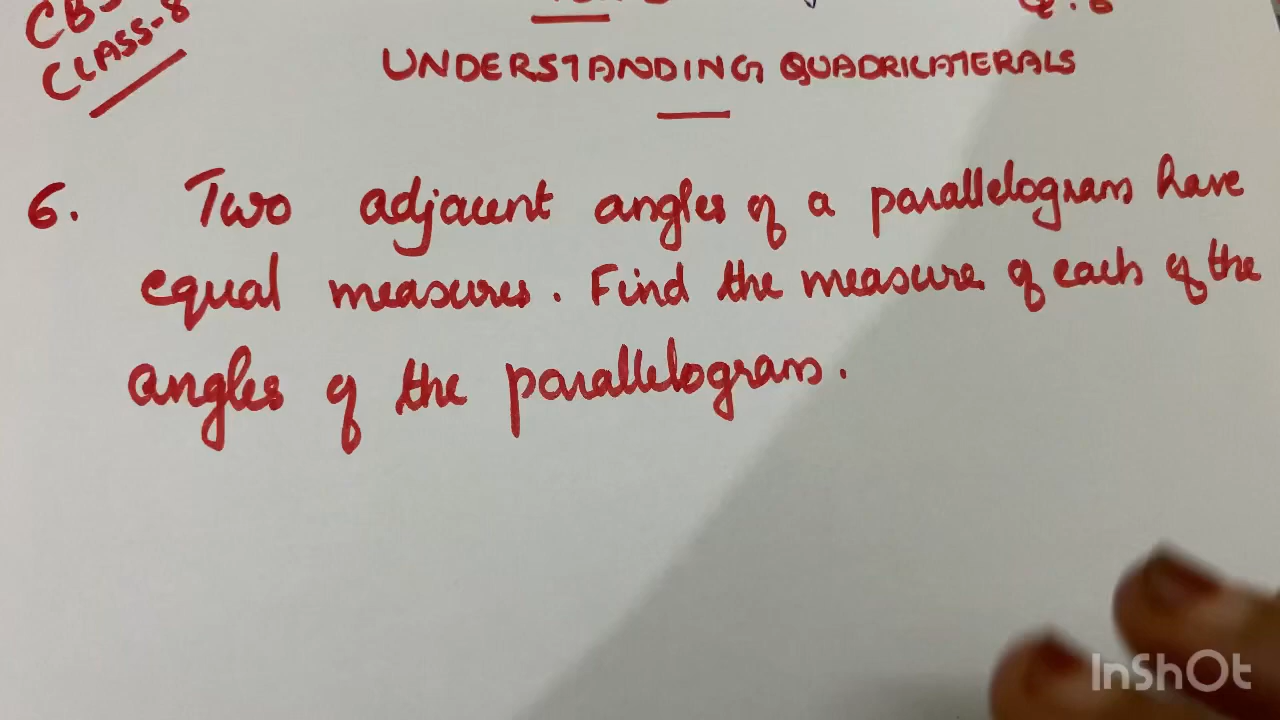 CLASS-8
UNDERSTANDING QUADRILATERALS
6. Two adjacent angles of a parallelogram have
equal measures. Find the measure of each of the
angles of the parallelogram.
InShOt